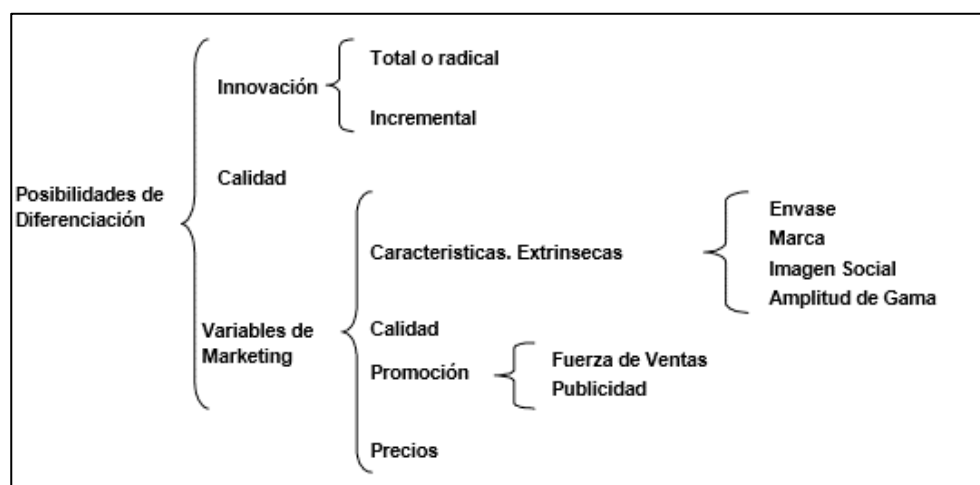 Total o radical
Innovación
Incremental
Calidad
Posibilidades de
Diferenciación
Envase
Marca
Caracteristicas. Extrinsecas
Imagen Social
Amplitud de Gama
Variables de
Marketing
Calidad
Promoción
Fuerza de Ventas
Publicidad
Precios